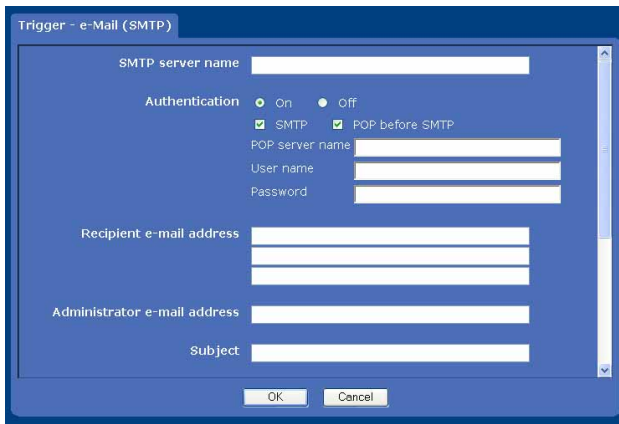 Trigger - e-Mail (SMTP)
SMTP server name
Authentication On Off
SMTP POP before SMTP
POP server name
User name
Password
Recipient e-mail address
Administrator e-mail address
Subject
OK Cancel